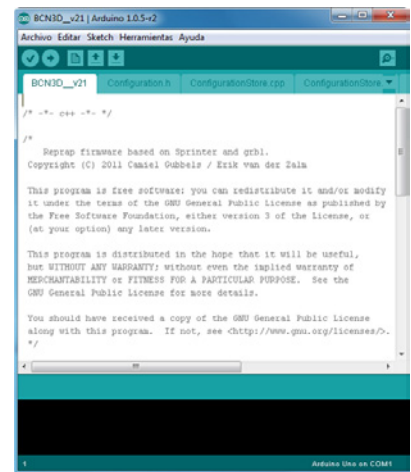 BCN3D__v21 | Arduino 1.0.5-r2
Archivo Editar Sketch Herramientas Ayuda
BCN3D__v21 Configuration.h ConfigurationStore.cpp ConfigurationStore
/* -*- c++ -*- */
/*
Reprap firmware based on Sprinter and grbl.
Copyright (C) 2011 Camiel Gubbels / Erik van der Zalm
This program is free software: you can redistribute it and/or modify
it under the terms of the GNU General Public License as published by
the Free Software Foundation, either version 3 of the License, or
(at your option) any later version.
This program is distributed in the hope that it will be useful,
but WITHOUT ANY WARRANTY; without even the implied warranty of
MERCHANTABILITY or FITNESS FOR A PARTICULAR PURPOSE.  See the
GNU General Public License for more details.
You should have received a copy of the GNU General Public License
along with this program.  If not, see <http://www.gnu.org/licenses/>.
*/
1 Arduino Uno on COM1